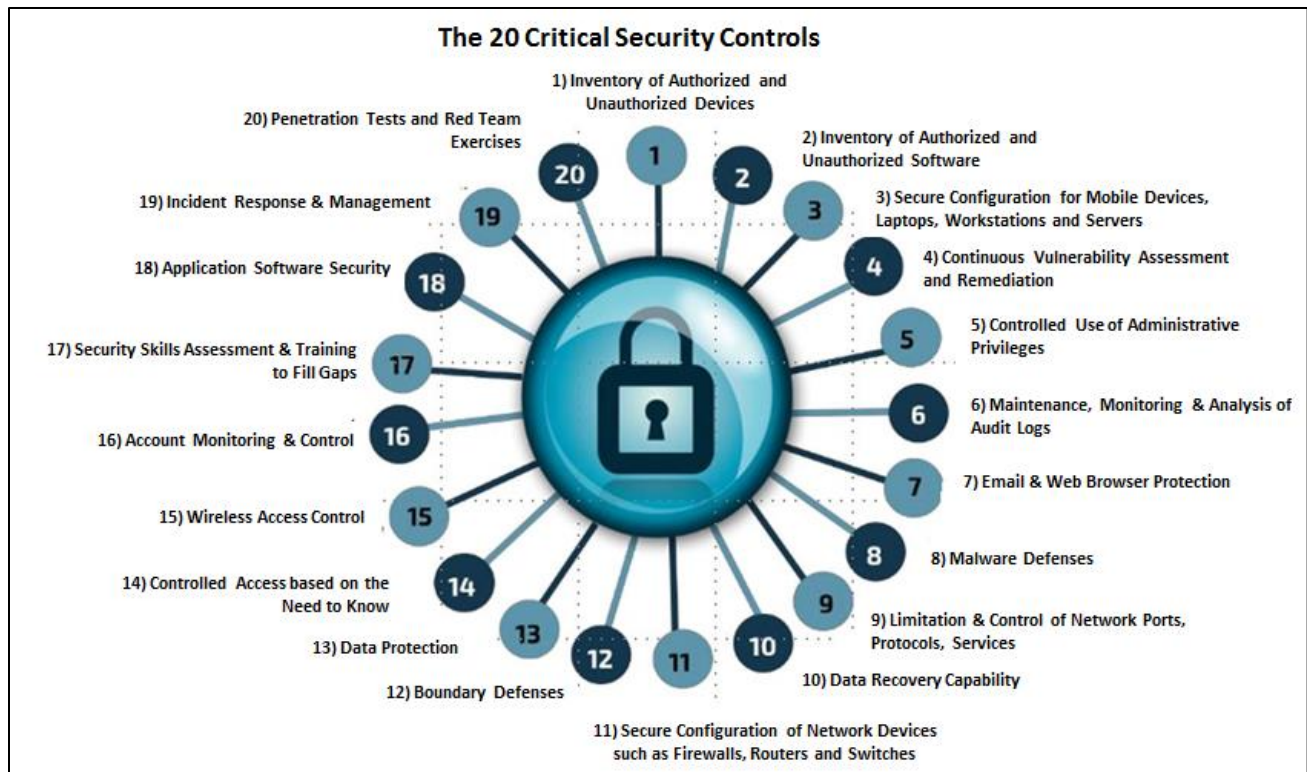 The 20 Critical Security Controls
1) Inventory of Authorized and
Unauthorized Devices
2) Inventory of Authorized and
Unauthorized Software
3) Secure Configuration for Mobile Devices,
Laptops, Workstations and Servers
4) Continuous Vulnerability Assessment
and Remediation
5) Controlled Use of Administrative
Privileges
6) Maintenance, Monitoring & Analysis of
Audit Logs
7) Email & Web Browser Protection
8) Malware Defenses
9) Limitation & Control of Network Ports,
Protocols, Services
10) Data Recovery Capability
11) Secure Configuration of Network Devices
such as Firewalls, Routers and Switches
12) Boundary Defenses
13) Data Protection
14) Controlled Access based on the
Need to Know
15) Wireless Access Control
16) Account Monitoring & Control
17) Security Skills Assessment & Training
to Fill Gaps
18) Application Software Security
19) Incident Response & Management
20) Penetration Tests and Red Team
Exercises
1
2
3
4
5
6
7
8
9
10
11
12
13
14
15
16
17
18
19
20